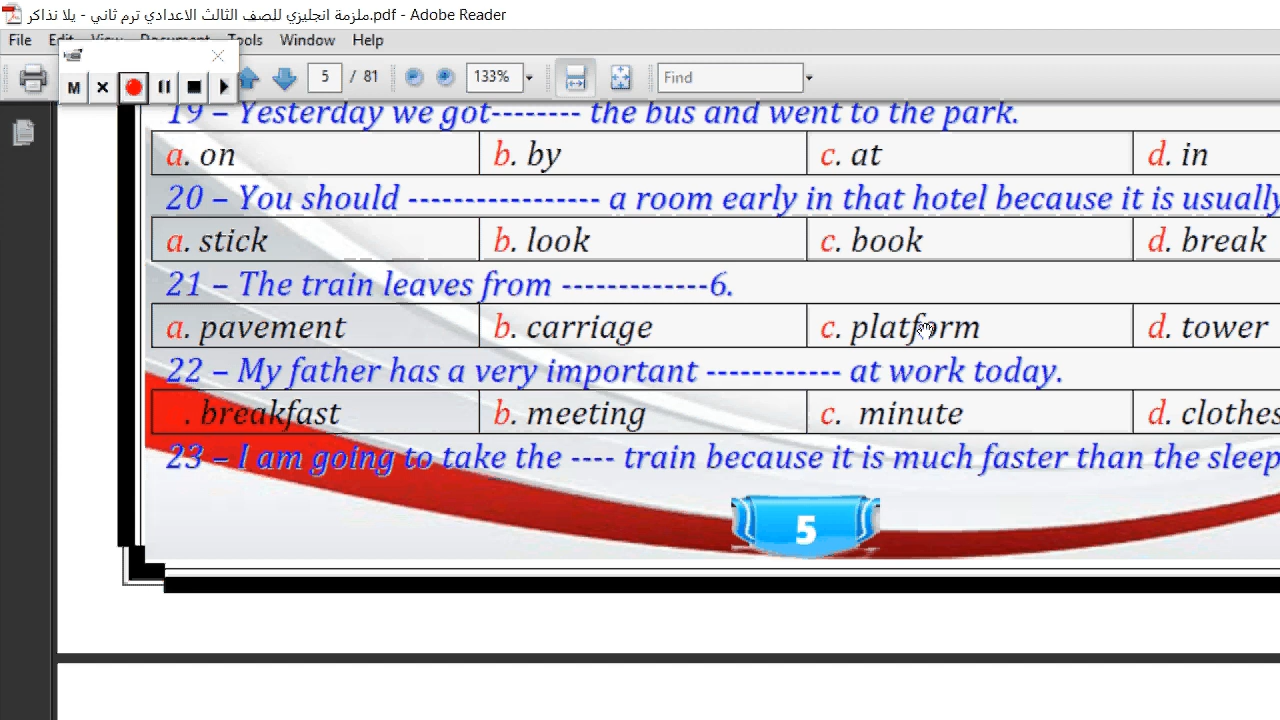 ملزمة انجليزي للصف الثالث الاعدادي ترم ثاني - يلا نذاكر.pdf - Adobe Reader
File Edit View Document Tools Window Help
M
5 / 81 133% Find
19 – Yesterday we got-------- the bus and went to the park.
a. on b. by c. at d. in
20 – You should ----------------- a room early in that hotel because it is usually
a. stick b. look c. book d. break
21 – The train leaves from -------------6.
a. pavement b. carriage c. platform d. tower
22 – My father has a very important ------------ at work today.
. breakfast b. meeting c. minute d. clothes
23 – I am going to take the ---- train because it is much faster than the sleep
5